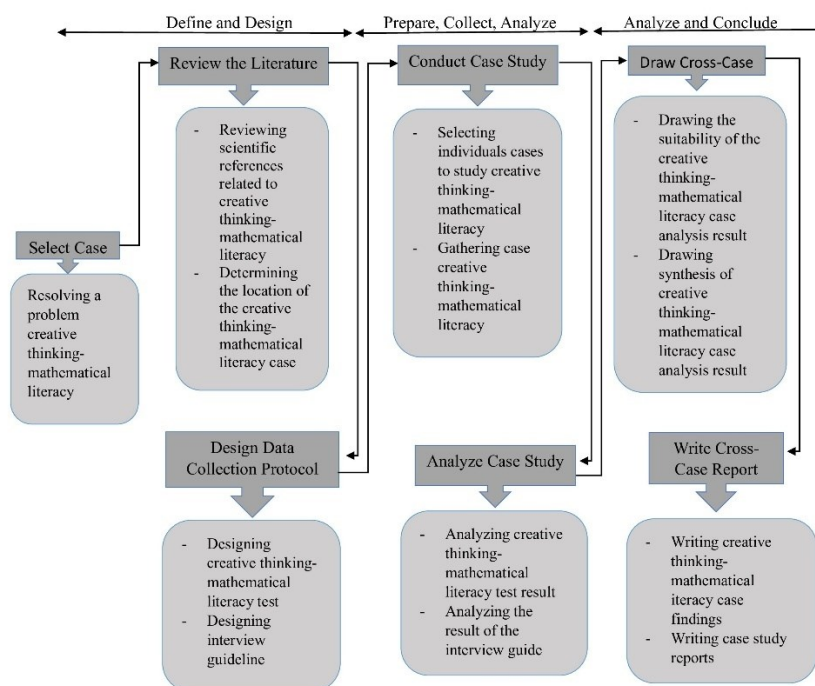 Define and Design
Prepare, Collect, Analyze
Analyze and Conclude
Select Case
Resolving a
problem
creative
thinking-
mathematical
literacy
Review the Literature
- Reviewing
scientific
references
related to
creative
thinking-
mathematical
literacy
- Determining
the location of
the creative
thinking-
mathematical
literacy case
Design Data
Collection Protocol
- Designing
creative thinking-
mathematical
literacy test
- Designing
interview
guideline
Conduct Case Study
- Selecting
individuals cases
to study creative
thinking-
mathematical
literacy
- Gathering case
creative
thinking-
mathematical
literacy
Analyze Case Study
- Analyzing creative
thinking-
mathematical
literacy test result
- Analyzing the
result of the
interview guide
Draw Cross-Case
- Drawing the
suitability of the
creative
thinking-
mathematical
literacy case
analysis result
- Drawing
synthesis of
creative
thinking-
mathematical
literacy case
analysis result
Write Cross-
Case Report
- Writing creative
thinking-
mathematical
iteracy case
findings
- Writing case study
reports